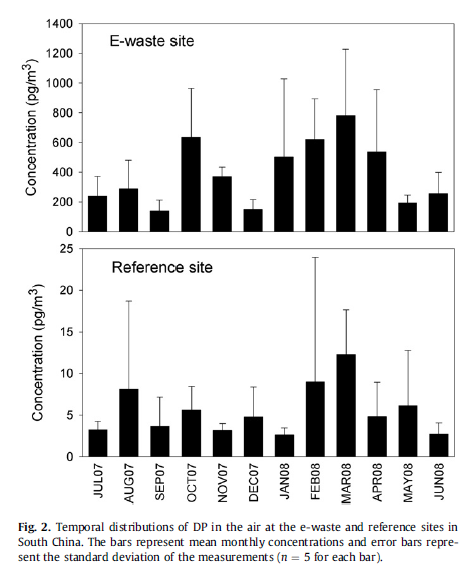 E-waste site
Concentration (pg/m³)
1400
1200
1000
800
600
400
200
0
Reference site
Concentration (pg/m³)
25
20
15
10
5
0
JUL07
AUG07
SEP07
OCT07
NOV07
DEC07
JAN08
FEB08
MAR08
APR08
MAY08
JUN08
Fig. 2. Temporal distributions of DP in the air at the e-waste and reference sites in
South China. The bars represent mean monthly concentrations and error bars repre-
sent the standard deviation of the measurements (n = 5 for each bar).